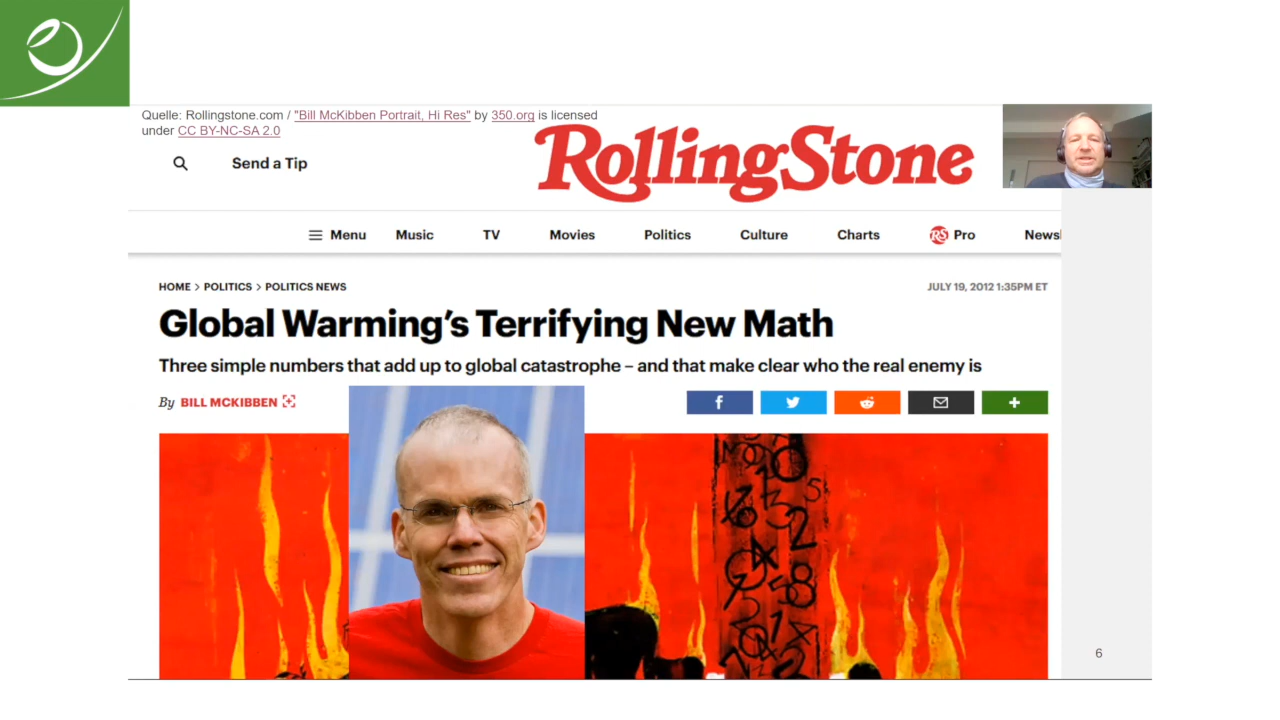 Quelle: Rollingstone.com / "Bill McKibben Portrait, Hi Res" by 350.org is licensed
under CC BY-NC-SA 2.0
Send a Tip
RollingStone
Menu Music TV Movies Politics Culture Charts RS Pro News
HOME > POLITICS > POLITICS NEWS
JULY 19, 2012 1:35PM ET
Global Warming's Terrifying New Math
Three simple numbers that add up to global catastrophe – and that make clear who the real enemy is
By BILL MCKIBBEN
6